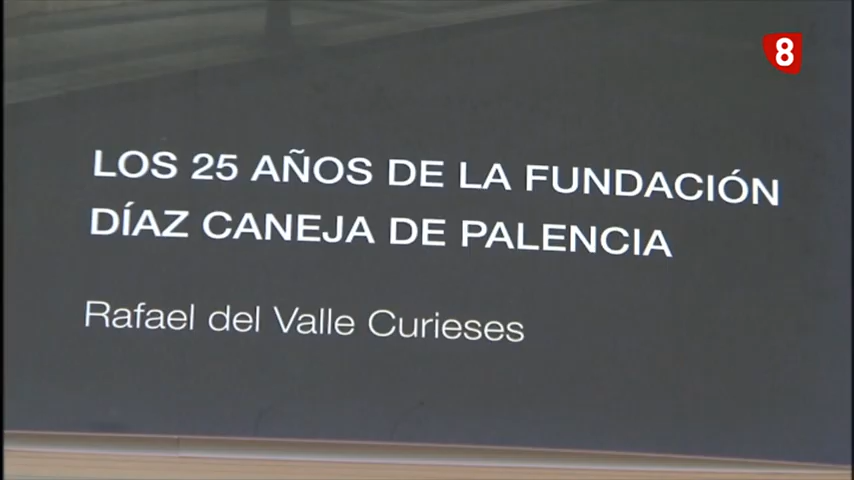 8
LOS 25 AÑOS DE LA FUNDACIÓN
DÍAZ CANEJA DE PALENCIA
Rafael del Valle Curieses